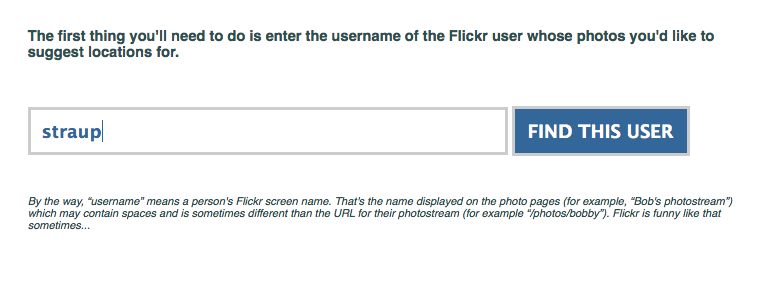 The first thing you'll need to do is enter the username of the Flickr user whose photos you'd like to
suggest locations for.
straup
FIND THIS USER
By the way, “username” means a person's Flickr screen name. That's the name displayed on the photo pages (for example, “Bob's photostream”)
which may contain spaces and is sometimes different than the URL for their photostream (for example “/photos/bobby”). Flickr is funny like that
sometimes...